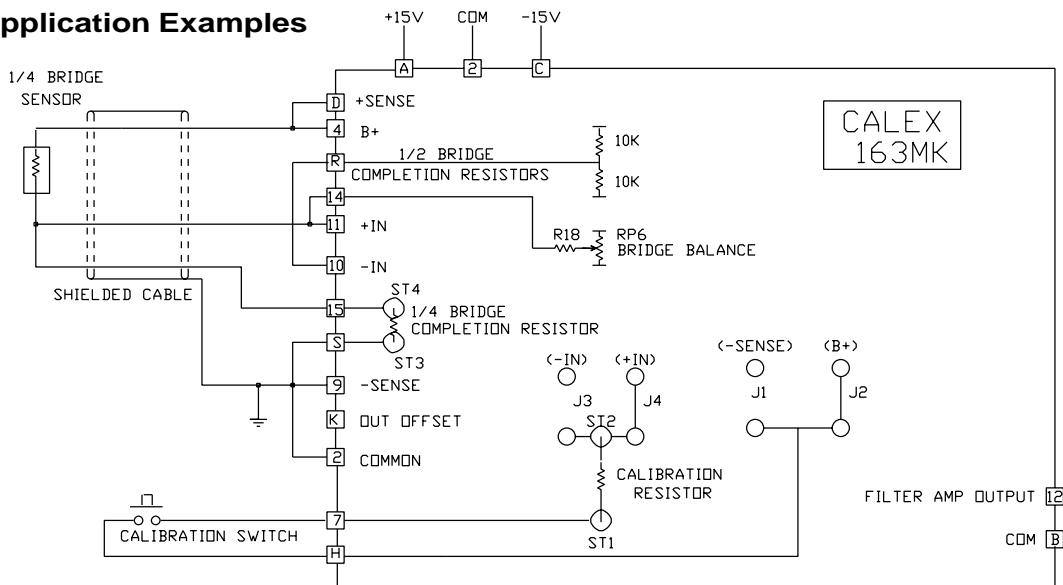 pplication Examples
+15V COM -15V
A 2 C
1/4 BRIDGE
SENSOR
D +SENSE
4 B+
CALEX
163MK
R 1/2 BRIDGE
COMPLETION RESISTORS
10K
10K
14
11 +IN
R18 RP6
BRIDGE BALANCE
10 -IN
SHIELDED CABLE
ST4
15 1/4 BRIDGE
COMPLETION RESISTOR
S
ST3
(-IN) (+IN) (-SENSE) (B+)
9 -SENSE
J3 J4 J1 J2
K OUT OFFSET
ST2
2 COMMON
CALIBRATION
RESISTOR
FILTER AMP OUTPUT 12
7
CALIBRATION SWITCH
ST1
COM B
H